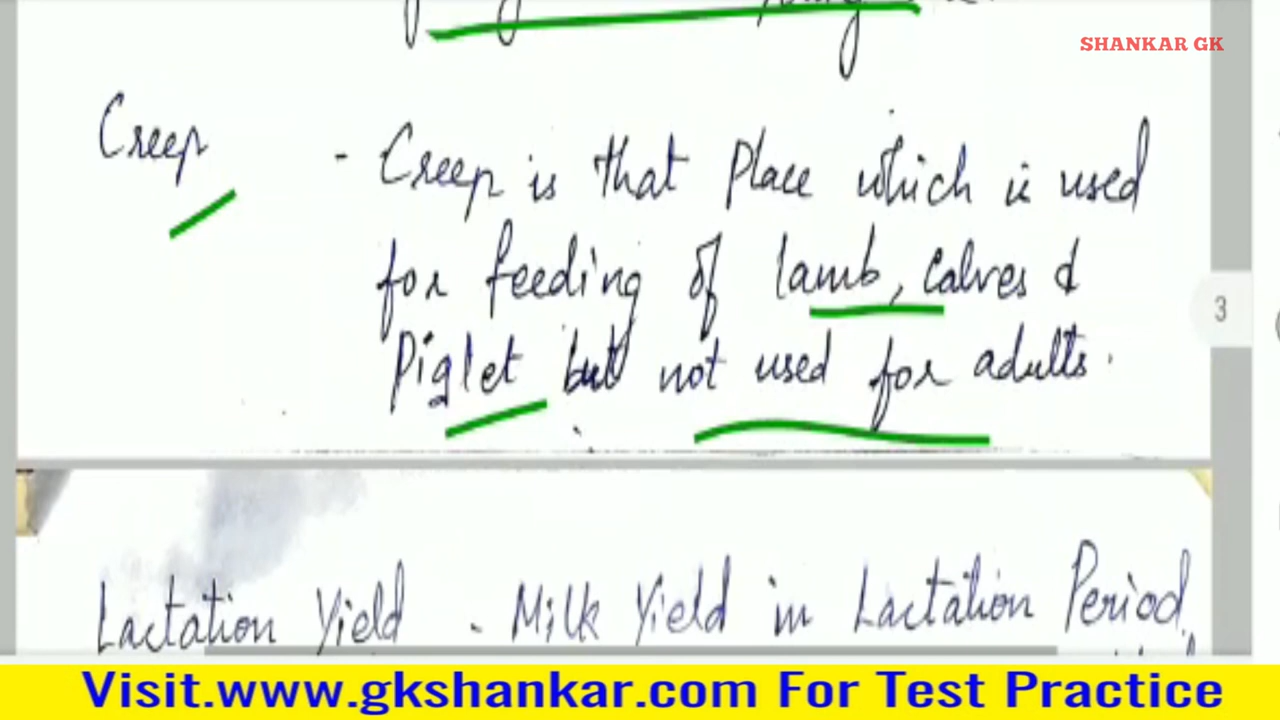 SHANKAR GK
Creep - Creep is that Place which is used
for feeding of lamb, Calves &
Piglet but not used for adults.
3
Lactation Yield - Milk Yield in Lactation Period
Visit.www.gkshankar.com For Test Practice